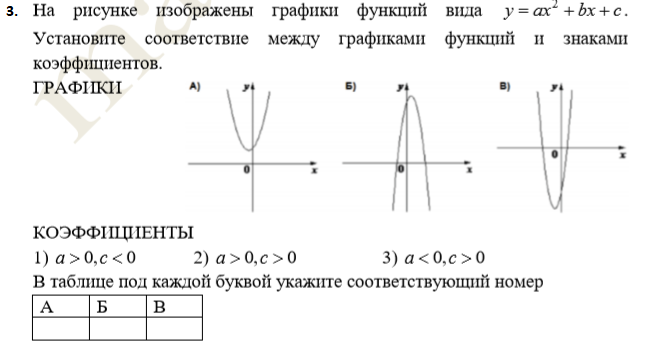 3. На рисунке изображены графики функций вида y = ax² + bx + c.
Установите соответствие между графиками функций и знаками
коэффициентов.
ГРАФИКИ А) Б) В)
y y y
0 x 0 x 0 x
КОЭФФИЦИЕНТЫ
1) a > 0, c < 0 2) a > 0, c > 0 3) a < 0, c > 0
В таблице под каждой буквой укажите соответствующий номер
А Б В